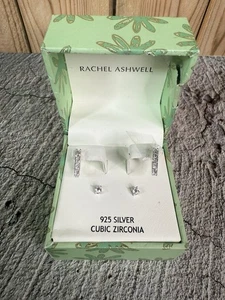 RACHEL ASHWELL
925 SILVER
CUBIC ZIRCONIA